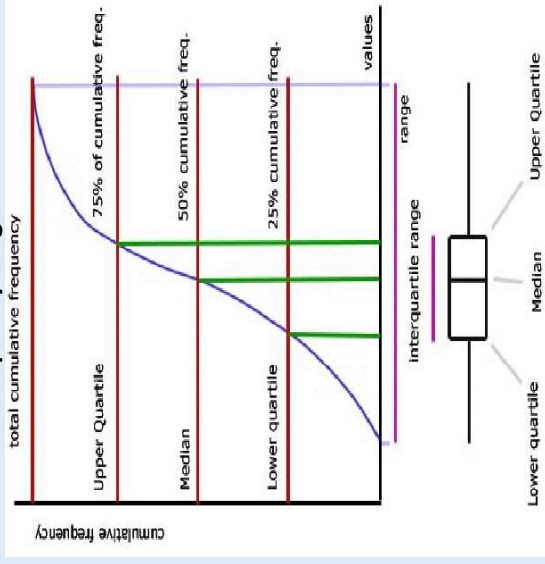 total cumulative frequency
cumulative frequency
Upper Quartile
75% of cumulative freq.
Median
50% cumulative freq.
Lower quartile
25% cumulative freq.
values
range
interquartile range
Lower quartile
Median
Upper Quartile